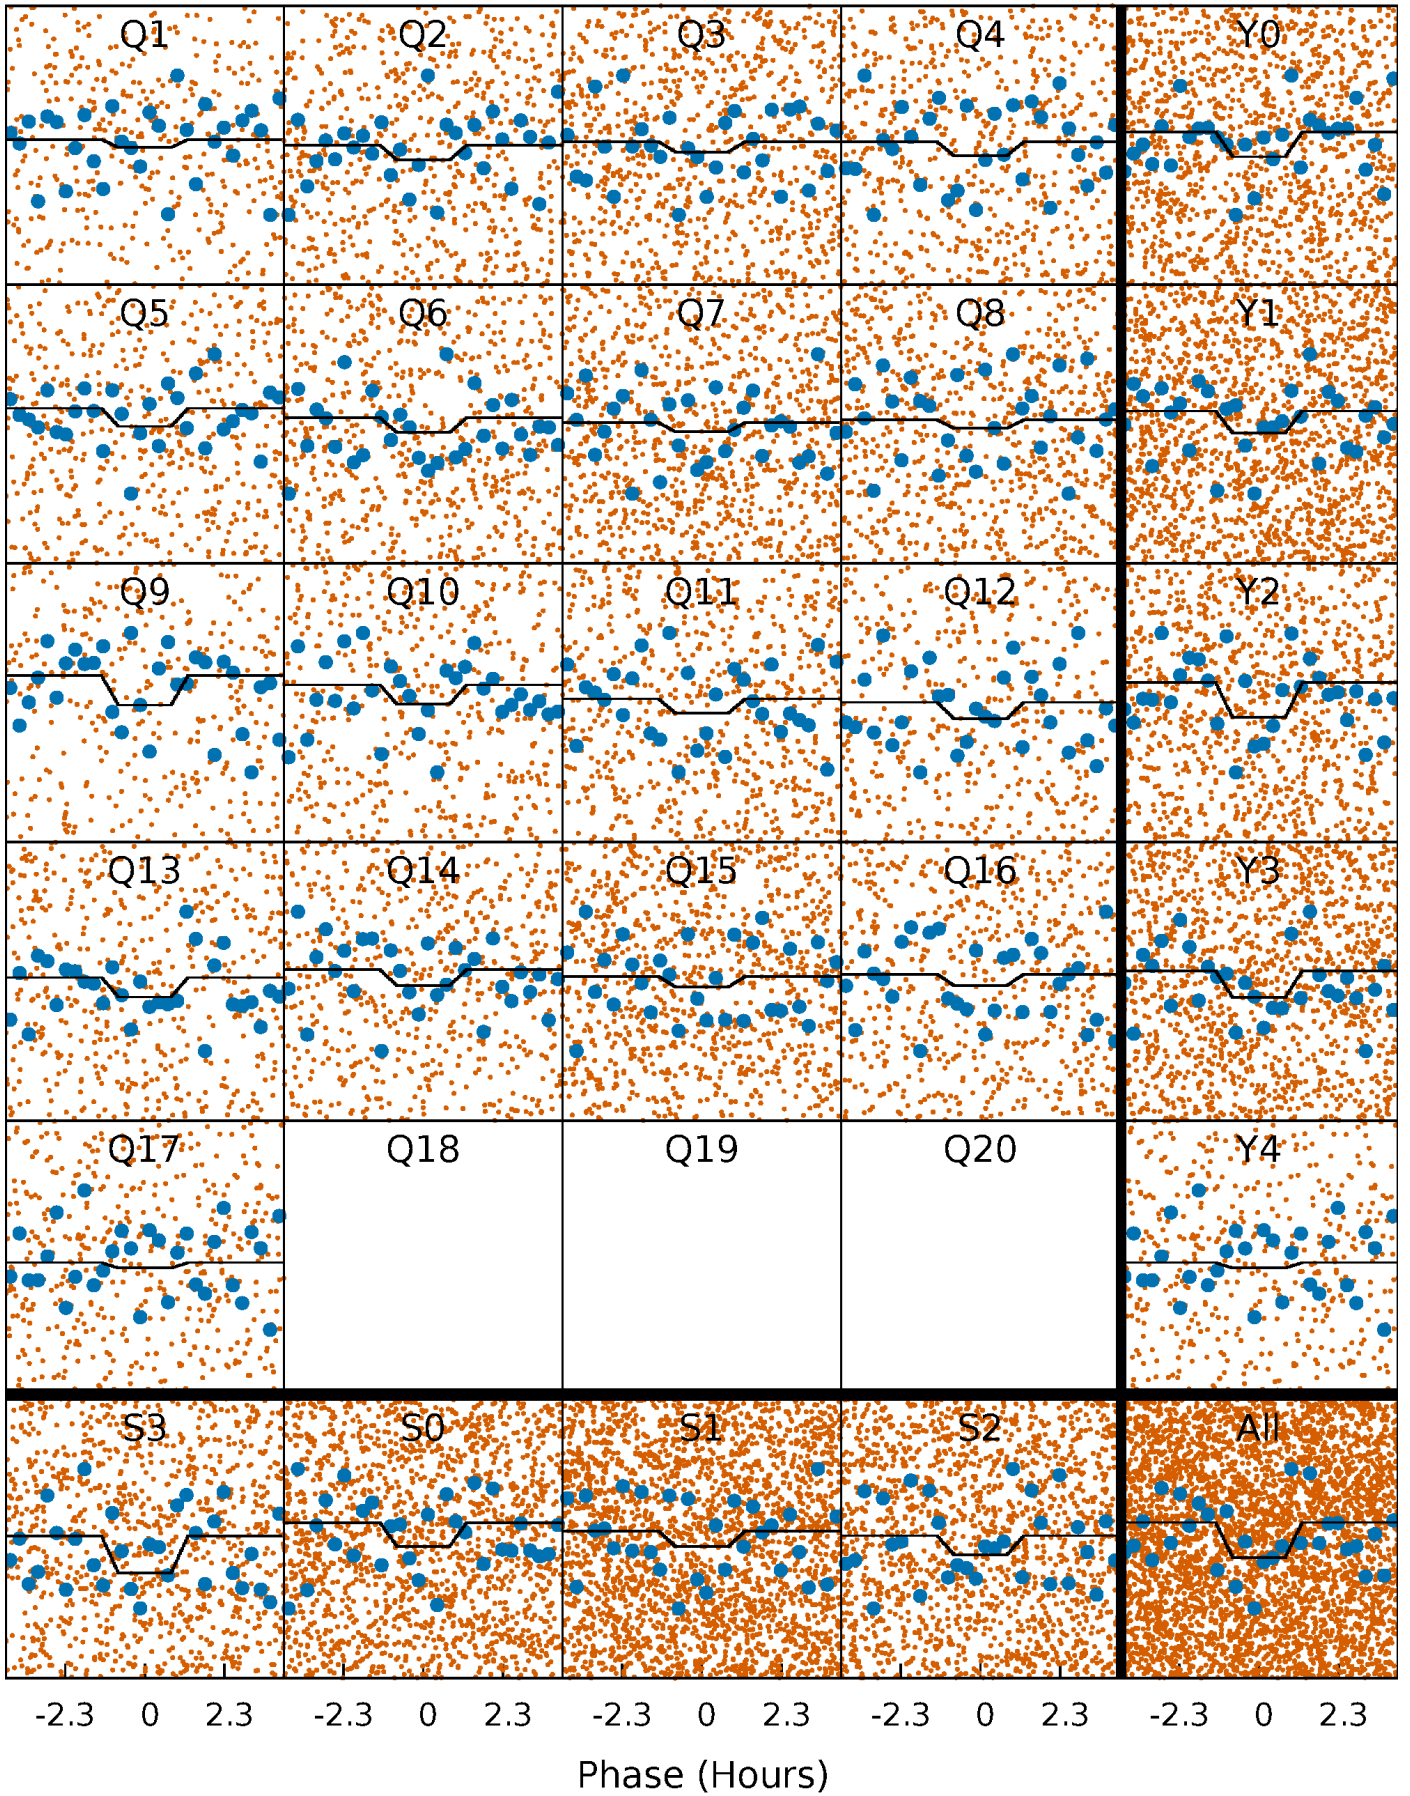 Q1 Q2 Q3 Q4 Y0
Q5 Q6 Q7 Q8 Y1
Q9 Q10 Q11 Q12 Y2
Q13 Q14 Q15 Q16 Y3
Q17 Q18 Q19 Q20 Y4
S3 S0 S1 S2 All
-2.3 0 2.3 -2.3 0 2.3 -2.3 0 2.3 -2.3 0 2.3 -2.3 0 2.3
Phase (Hours)